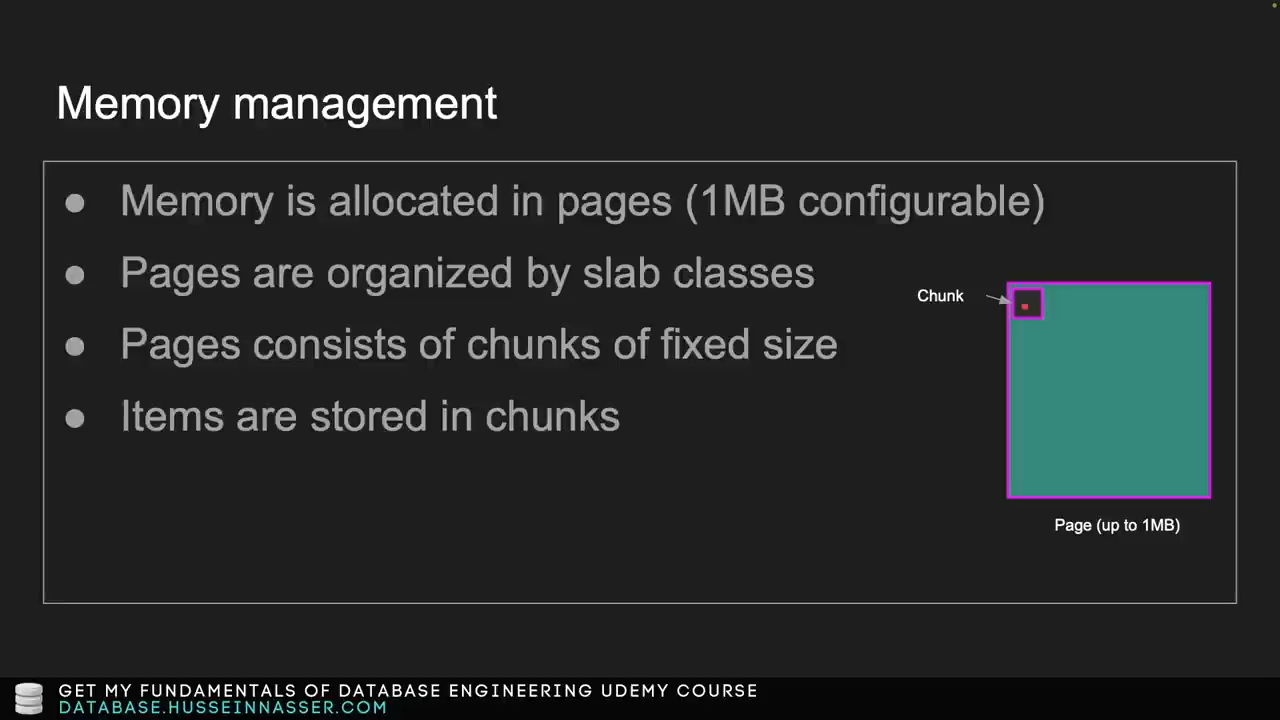 Memory management
● Memory is allocated in pages (1MB configurable)
● Pages are organized by slab classes
● Pages consists of chunks of fixed size
● Items are stored in chunks
Chunk
Page (up to 1MB)
GET MY FUNDAMENTALS OF DATABASE ENGINEERING UDEMY COURSE
DATABASE.HUSSEINNASSER.COM